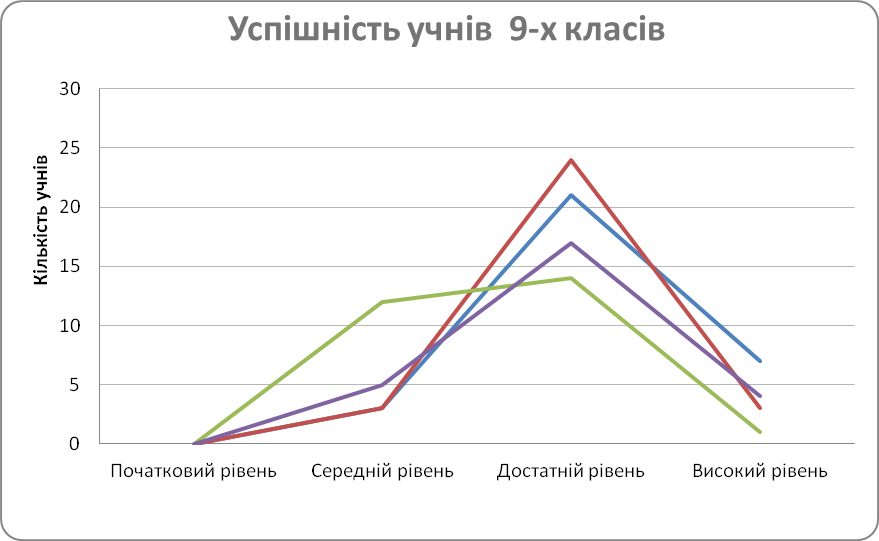 Успішність учнів 9-х класів
Кількість учнів
30
25
20
15
10
5
0
Початковий рівень
Середній рівень
Достатній рівень
Високий рівень